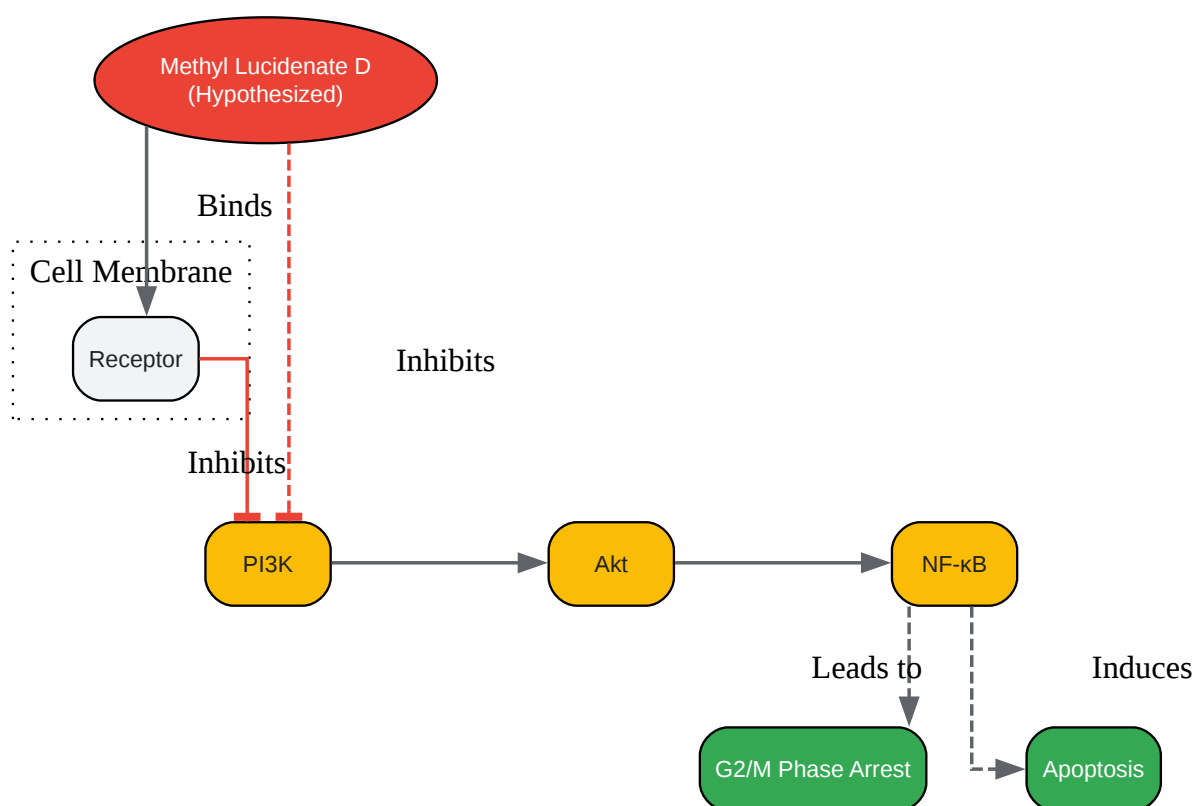 Methyl Lucidenate D
(Hypothesized)
Binds
Cell Membrane
Receptor
Inhibits
Inhibits
PI3K
Akt
NF-κB
Leads to
Induces
G2/M Phase Arrest
Apoptosis